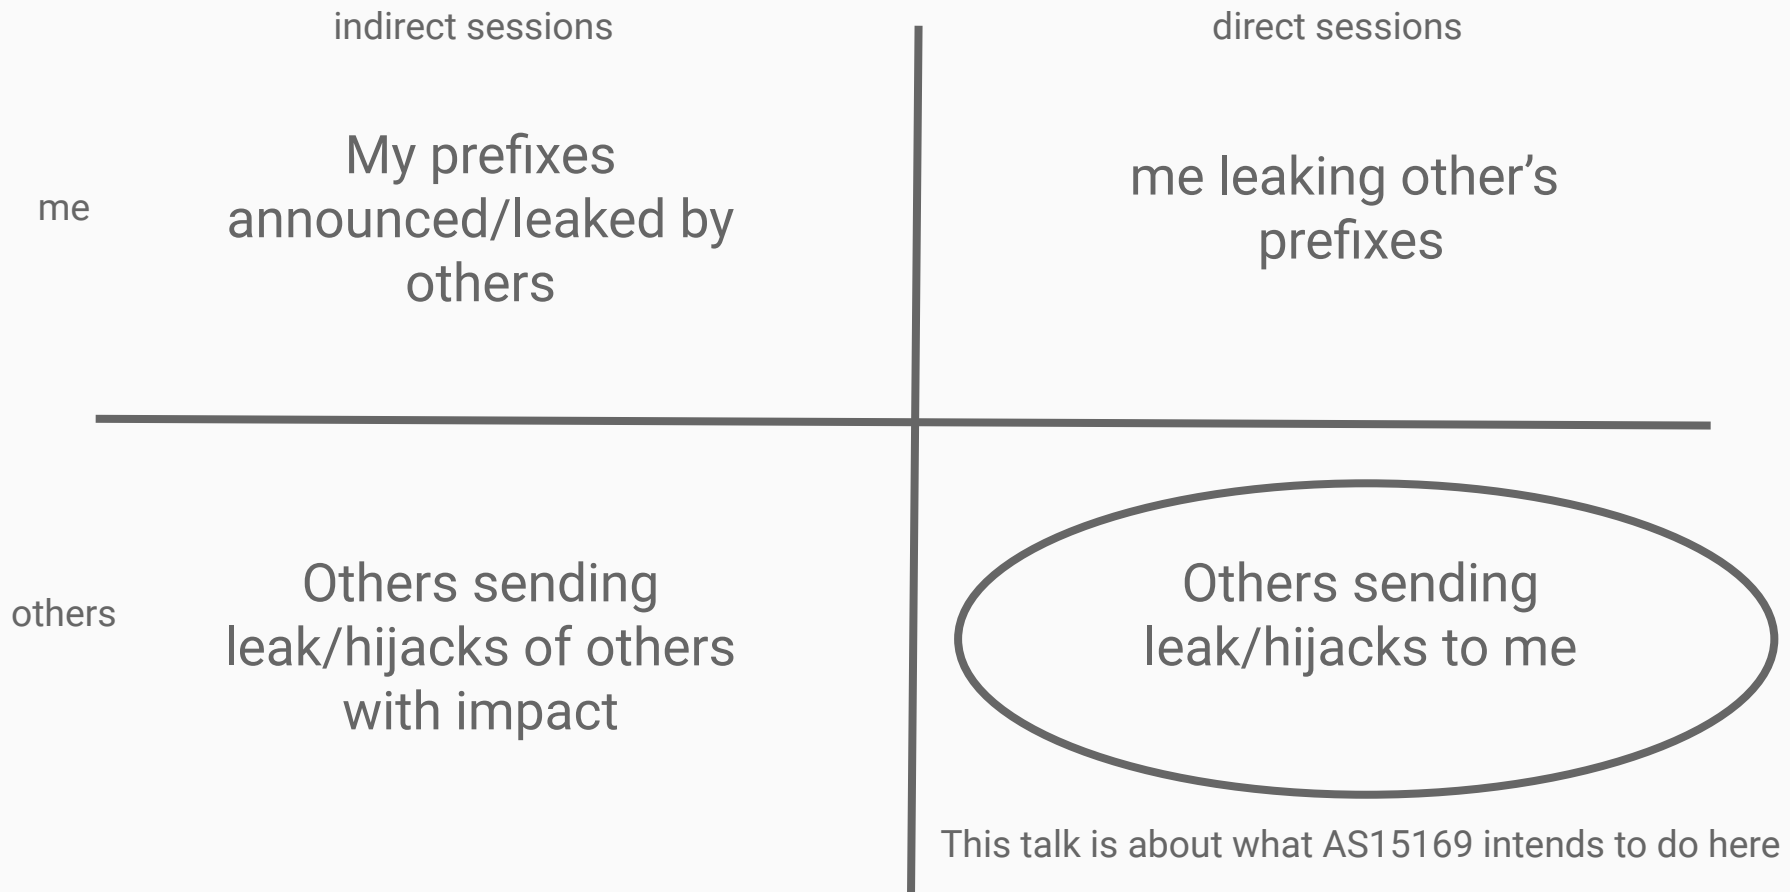 indirect sessions
direct sessions
me
My prefixes
announced/leaked by
others
me leaking other’s
prefixes
others
Others sending
leak/hijacks of others
with impact
Others sending
leak/hijacks to me
This talk is about what AS15169 intends to do here